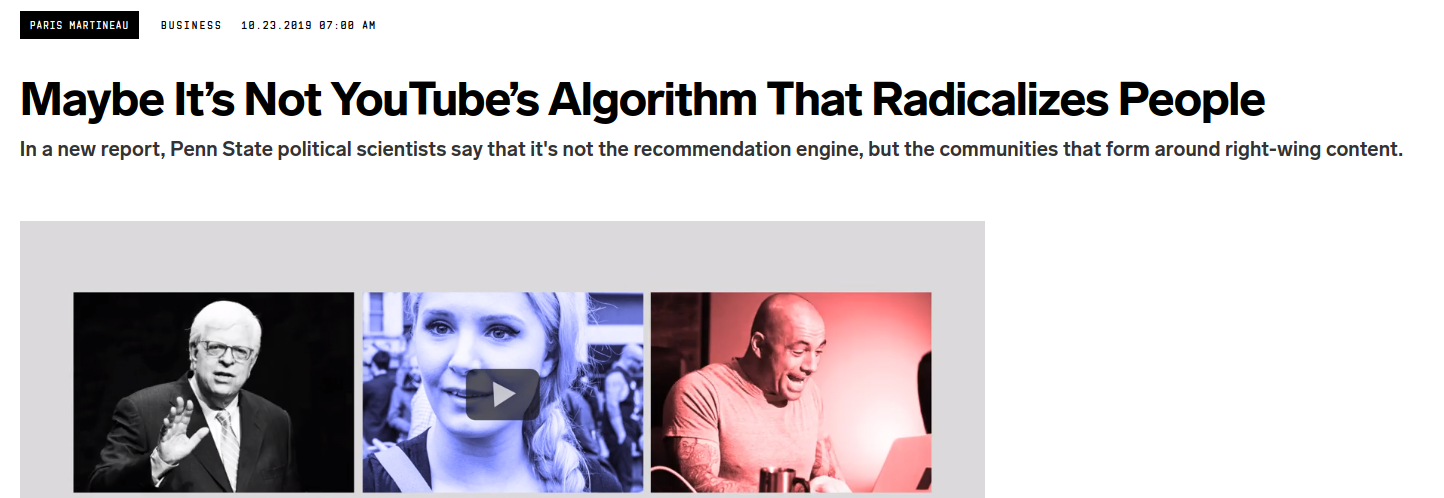 PARIS MARTINEAU BUSINESS 10.23.2019 07:00 AM
Maybe It’s Not YouTube’s Algorithm That Radicalizes People
In a new report, Penn State political scientists say that it's not the recommendation engine, but the communities that form around right-wing content.